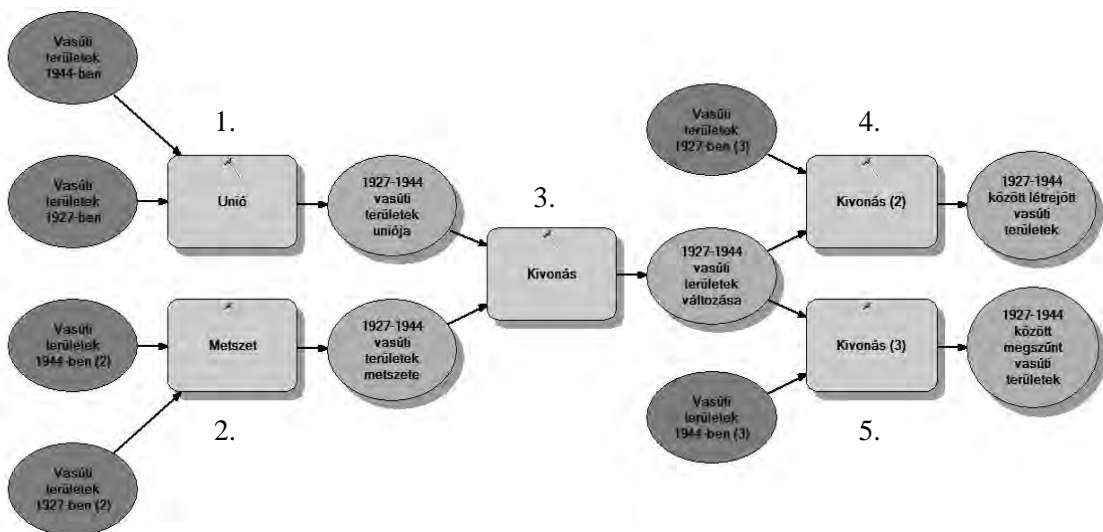 Vasúti
területek
1944-ben
1.
Vasúti
területek
1927-ben
Unió
1927-1944
vasúti
területek
uniója
Vasúti
területek
1944-ben (2)
Metszet
1927-1944
vasúti
területek
metszete
2.
Vasúti
területek
1927-ben (2)
3.
Kivonás
1927-1944
vasúti
területek
változása
Vasúti
területek
1927-ben (3)
4.
Kivonás (2)
1927-1944
között létrejött
vasúti
területek
Kivonás (3)
1927-1944
között
megszűnt
vasúti
területek
Vasúti
területek
1944-ben (3)
5.